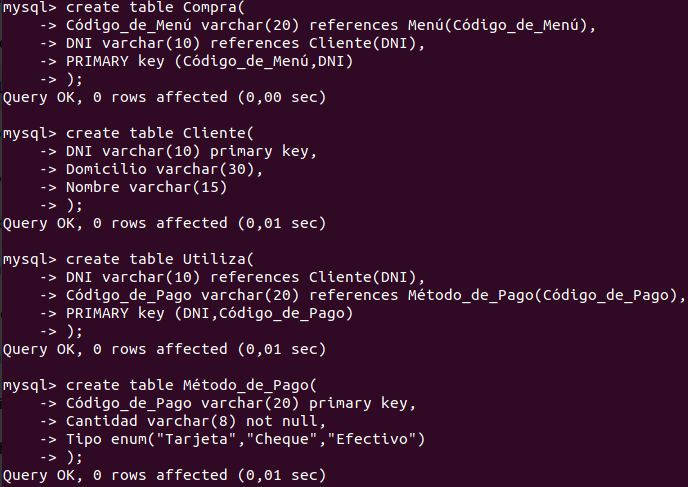 mysql> create table Compra(
    -> Código_de_Menú varchar(20) references Menú(Código_de_Menú),
    -> DNI varchar(10) references Cliente(DNI),
    -> PRIMARY key (Código_de_Menú,DNI)
    -> );
Query OK, 0 rows affected (0,00 sec)
mysql> create table Cliente(
    -> DNI varchar(10) primary key,
    -> Domicilio varchar(30),
    -> Nombre varchar(15)
    -> );
Query OK, 0 rows affected (0,01 sec)
mysql> create table Utiliza(
    -> DNI varchar(10) references Cliente(DNI),
    -> Código_de_Pago varchar(20) references Método_de_Pago(Código_de_Pago),
    -> PRIMARY key (DNI,Código_de_Pago)
    -> );
Query OK, 0 rows affected (0,01 sec)
mysql> create table Método_de_Pago(
    -> Código_de_Pago varchar(20) primary key,
    -> Cantidad varchar(8) not null,
    -> Tipo enum("Tarjeta","Cheque","Efectivo")
    -> );
Query OK, 0 rows affected (0,01 sec)